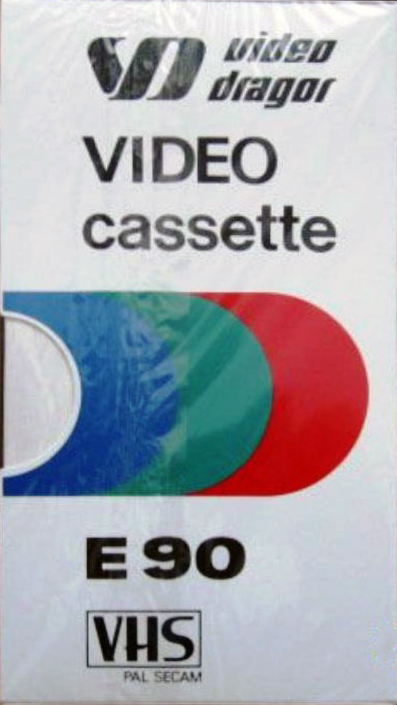 video
dragor
VIDEO
cassette
E 90
VHS
PAL SECAM